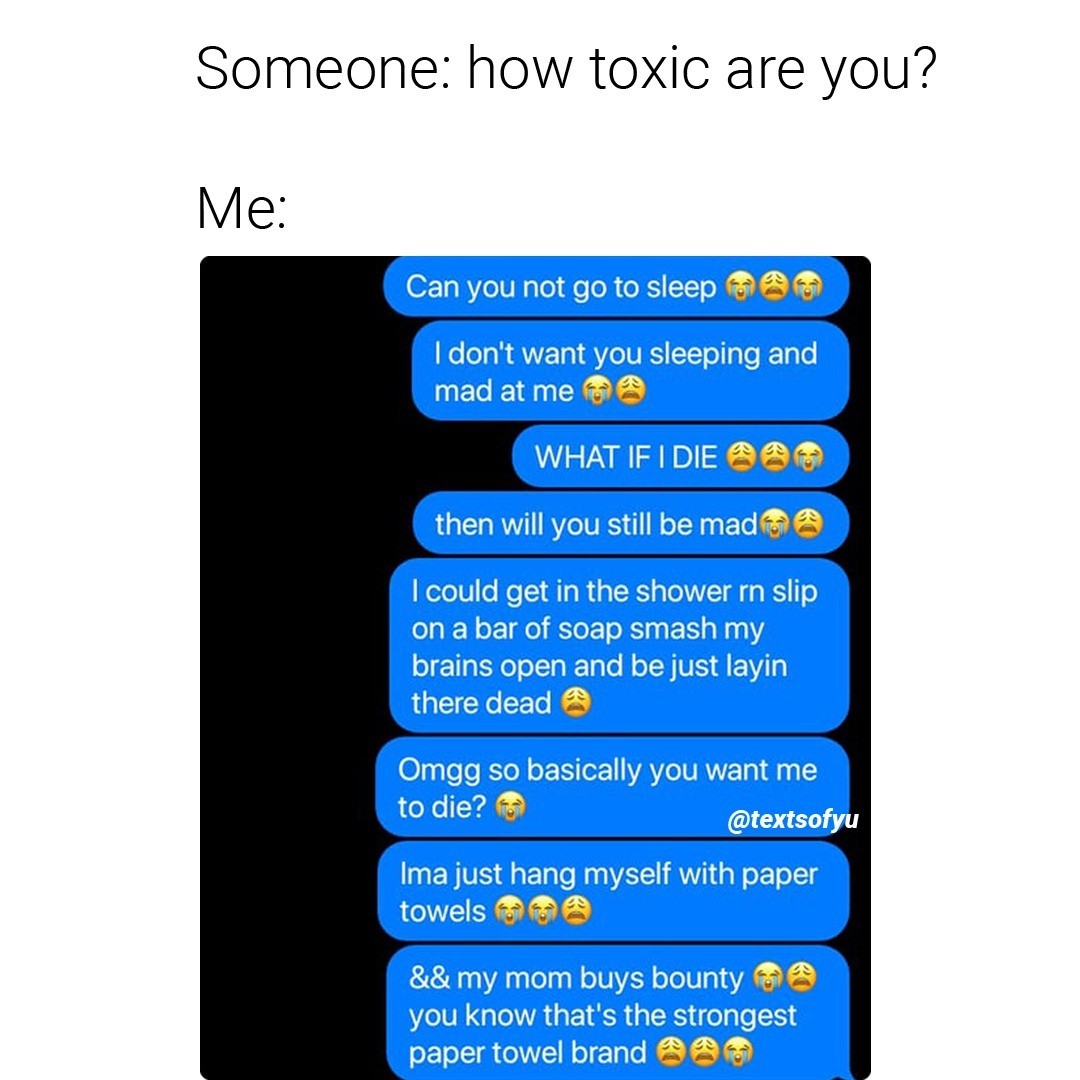 Someone: how toxic are you?
Me:
Can you not go to sleep 😭😩😭
I don't want you sleeping and
mad at me 😭😩
WHAT IF I DIE 😩😩😭
then will you still be mad😭😩
I could get in the shower rn slip
on a bar of soap smash my
brains open and be just layin
there dead 😩
Omgg so basically you want me
to die? 😭
@textsofyu
Ima just hang myself with paper
towels 😭😭😩
&& my mom buys bounty 😭😩
you know that's the strongest
paper towel brand 😩😩😭